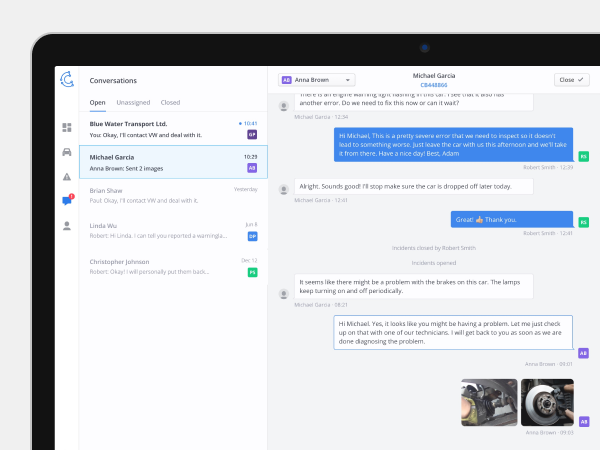 Conversations
Open Unassigned Closed
Blue Water Transport Ltd. 10:41
You: Okay, I'll contact VW and deal with it. GP
Michael Garcia 10:29
Anna Brown: Sent 2 images AB
Brian Shaw Yesterday
Paul: Okay, I'll contact VW and deal with it.
Linda Wu Jun 8
Robert: Hi Linda. I can tell you reported a warningla... GP
Christopher Johnson Dec 12
Robert: Okay! I will personally put them back...
AB Anna Brown
Michael Garcia
CB448866
Close
There is an engine warning light flashing in this car. I see that it also has
another error. Do we need to fix this now or can it wait?
Michael Garcia - 12:34
Hi Michael, This is a pretty severe error that we need to inspect so it doesn't
lead to something worse. Just leave the car with us this afternoon and we'll take
it from there. Have a nice day! Best, Adam
RS
Robert Smith - 12:39
Alright. Sounds good! I'll stop make sure the car is dropped off later today.
Michael Garcia - 12:41
Great! 👍 Thank you.
RS
Robert Smith - 12:41
Incidents closed by Robert Smith
Incidents opened
It seems like there might be a problem with the brakes on this car. The lamps
keep turning on and off periodically.
Michael Garcia - 08:21
Hi Michael. Yes, it looks like you might be having a problem. Let me just check
up on that with one of our technicians. I will get back to you as soon as we are
done diagnosing the problem.
AB
Anna Brown - 09:01
AB
Anna Brown - 09:03